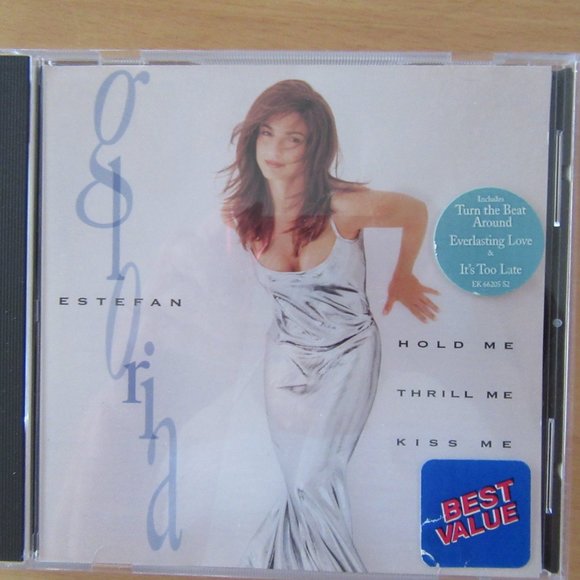 gloria
ESTEFAN
HOLD ME
THRILL ME
KISS ME
Includes
Turn the Beat
Around
Everlasting Love
&
It's Too Late
EK 66205 S2
BEST
VALUE